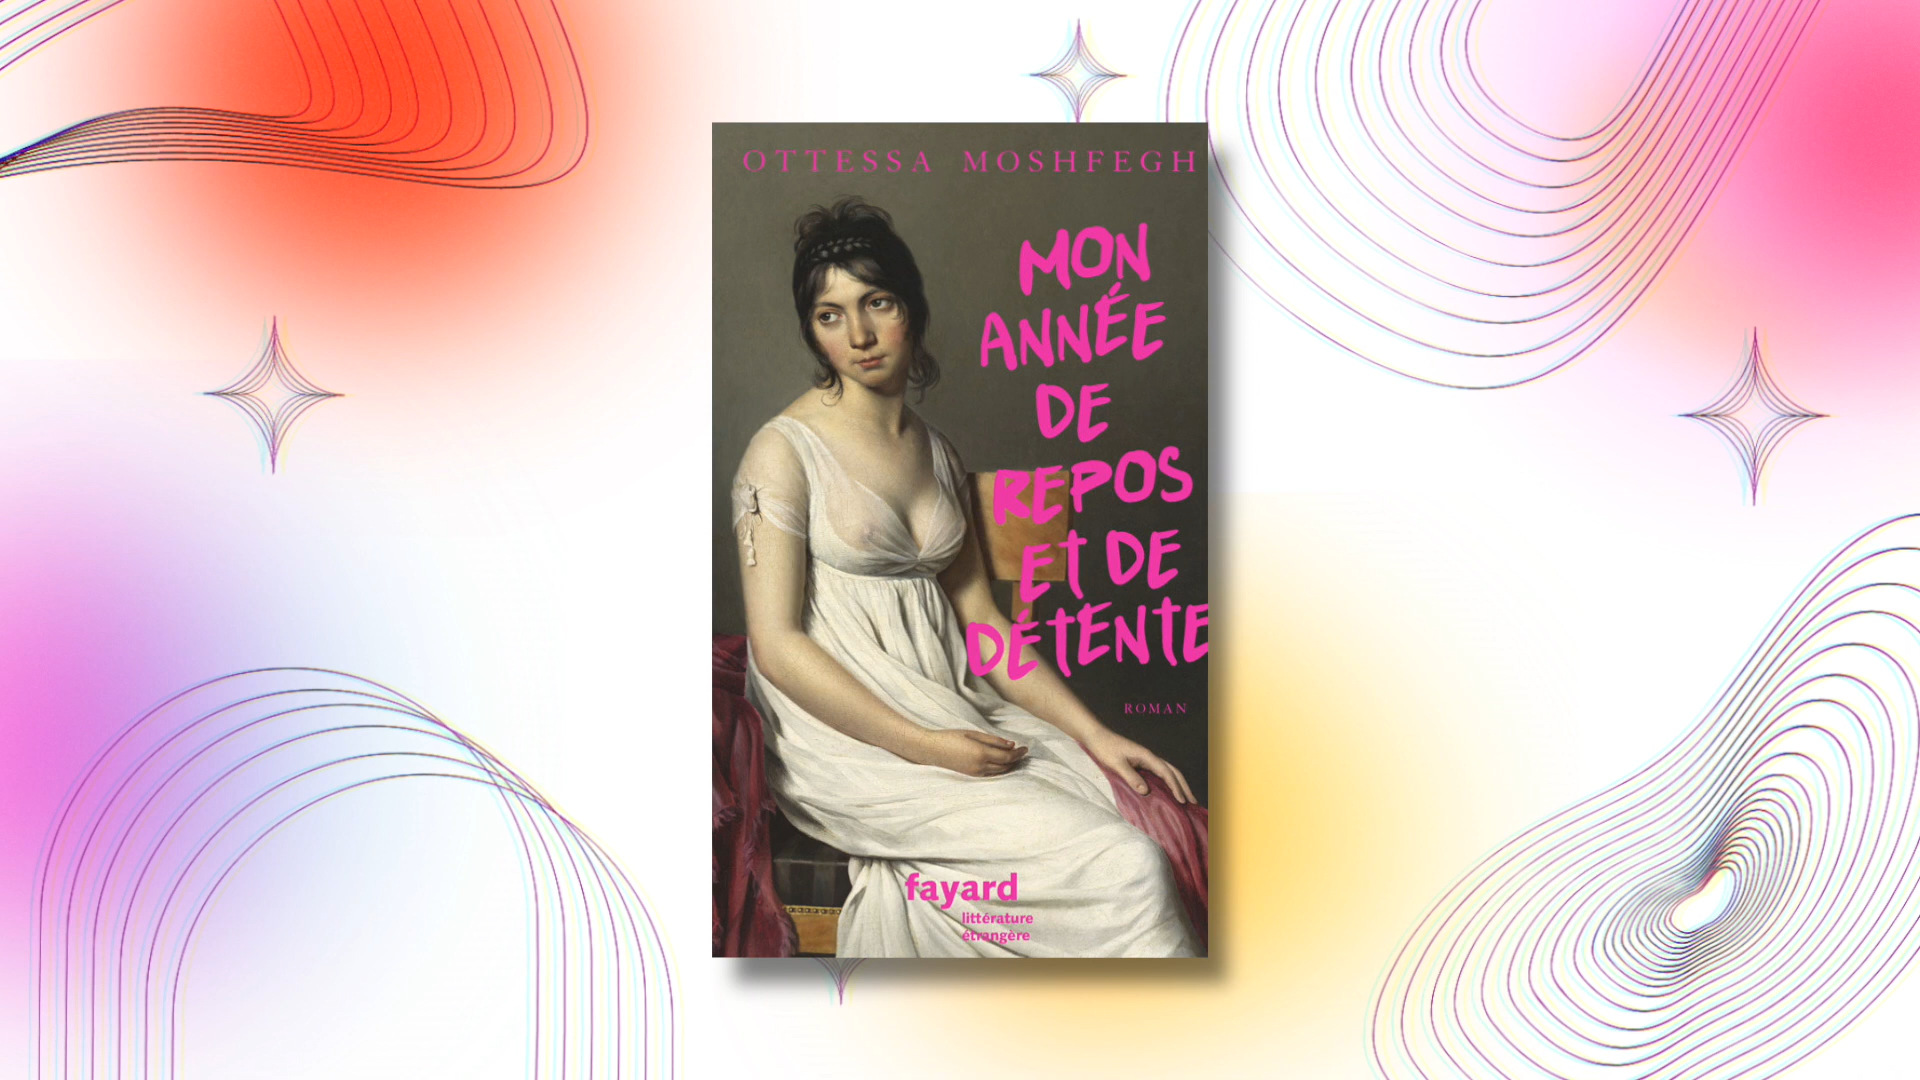 OTTESSA MOSHFEGH
MON
ANNÉE
DE
REPOS
ET DE
DÉTENTE
ROMAN
fayard
littérature
étrangère